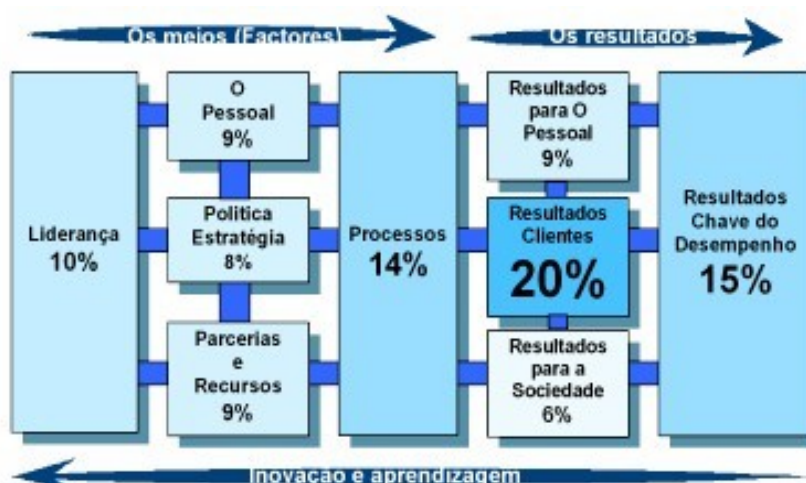 Os meios (Factores)
Os resultados
Liderança
10%
O
Pessoal
9%
Politica
Estratégia
8%
Parcerias
e
Recursos
9%
Processos
14%
Resultados
para O
Pessoal
9%
Resultados
Clientes
20%
Resultados
para a
Sociedade
6%
Resultados
Chave do
Desempenho
15%
Inovação e aprendizagem